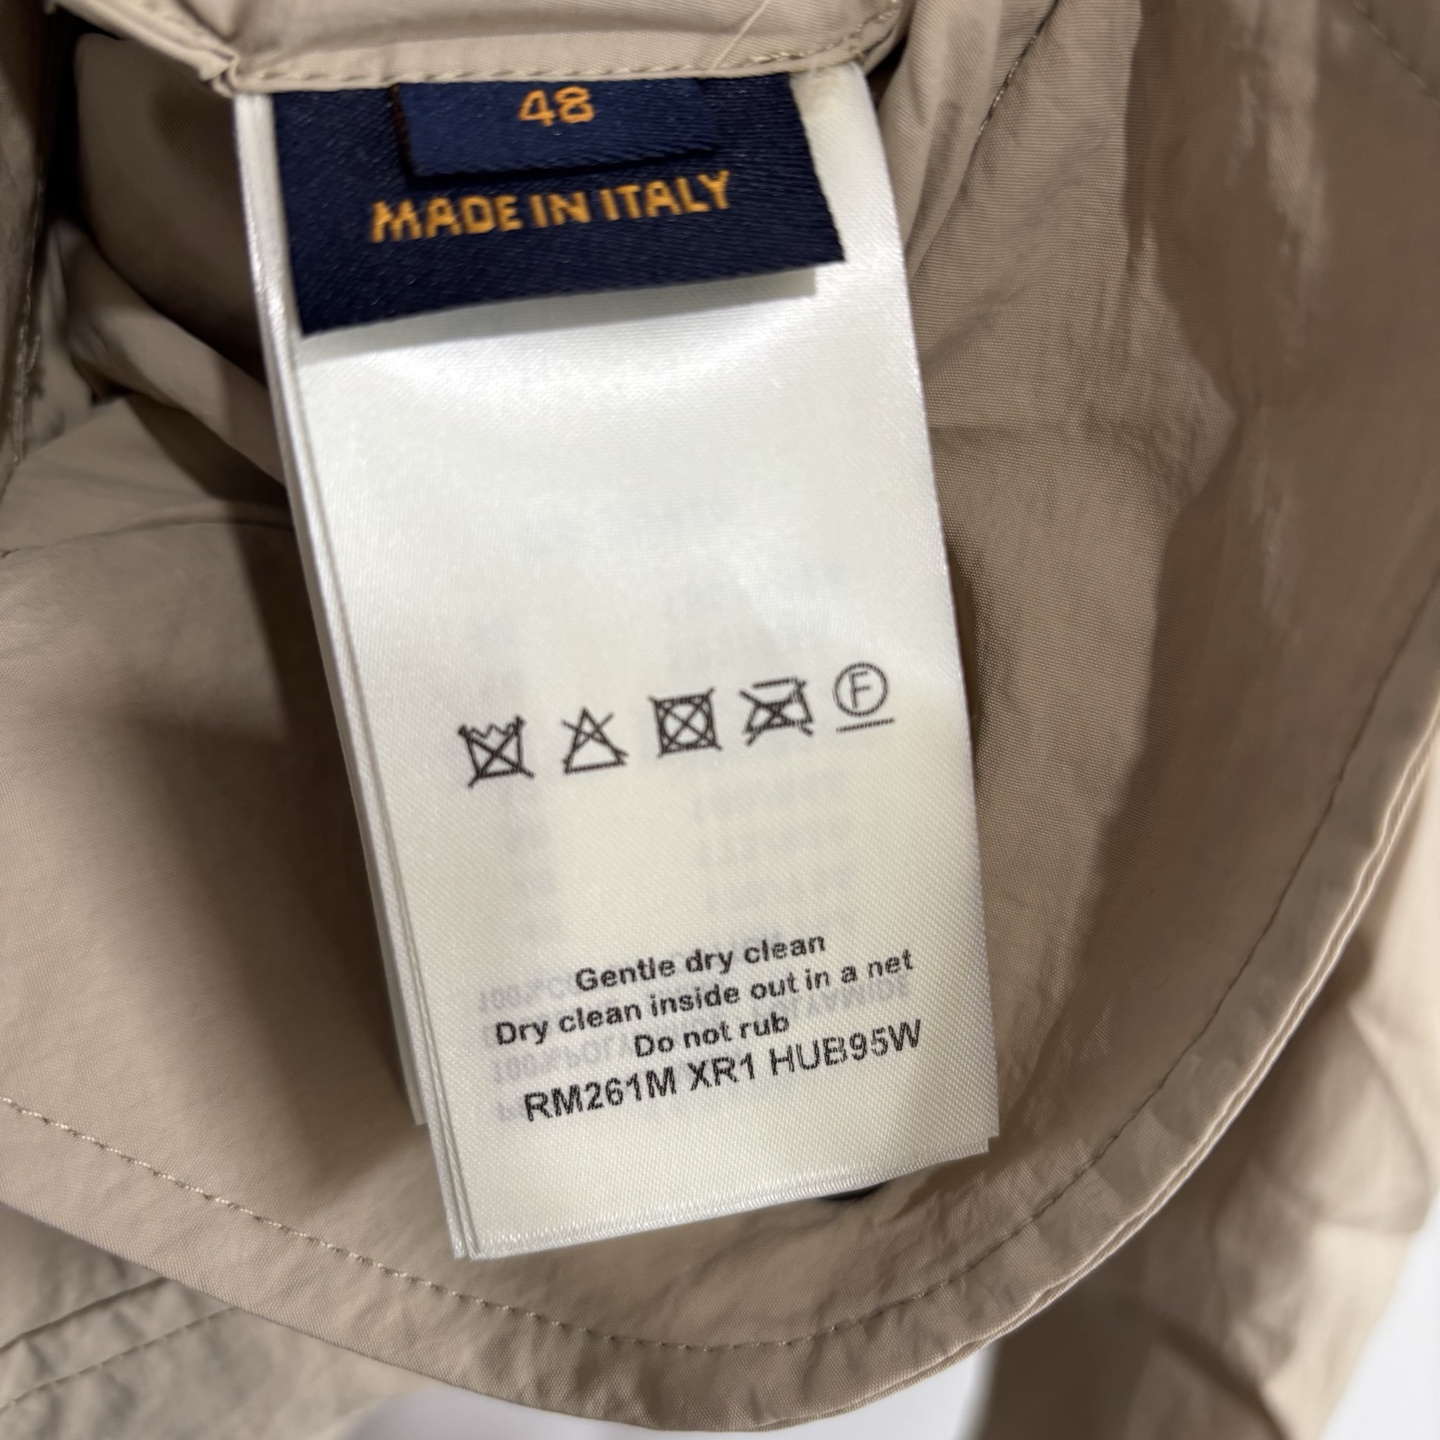 48
MADE IN ITALY
F
Gentle dry clean
Dry clean inside out in a net
Do not rub
RM261M XR1 HUB95W